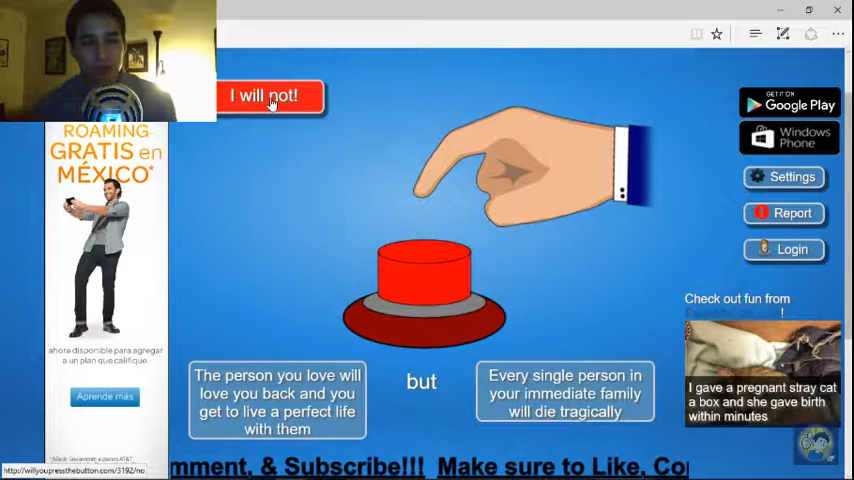 I will not!
GET IT ON
Google Play
Windows
Phone
Settings
Report
Login
ROAMING
GRATIS en
MÉXICO*
ahora disponible para agregar
a un plan que califique.
Aprende más
The person you love will
love you back and you
get to live a perfect life
with them
but
Every single person in
your immediate family
will die tragically
Check out fun from
!
I gave a pregnant stray cat
a box and she gave birth
within minutes
http://willyoupressthebutton.com/3192/no
mment, & Subscribe!!! Make sure to Like, Co